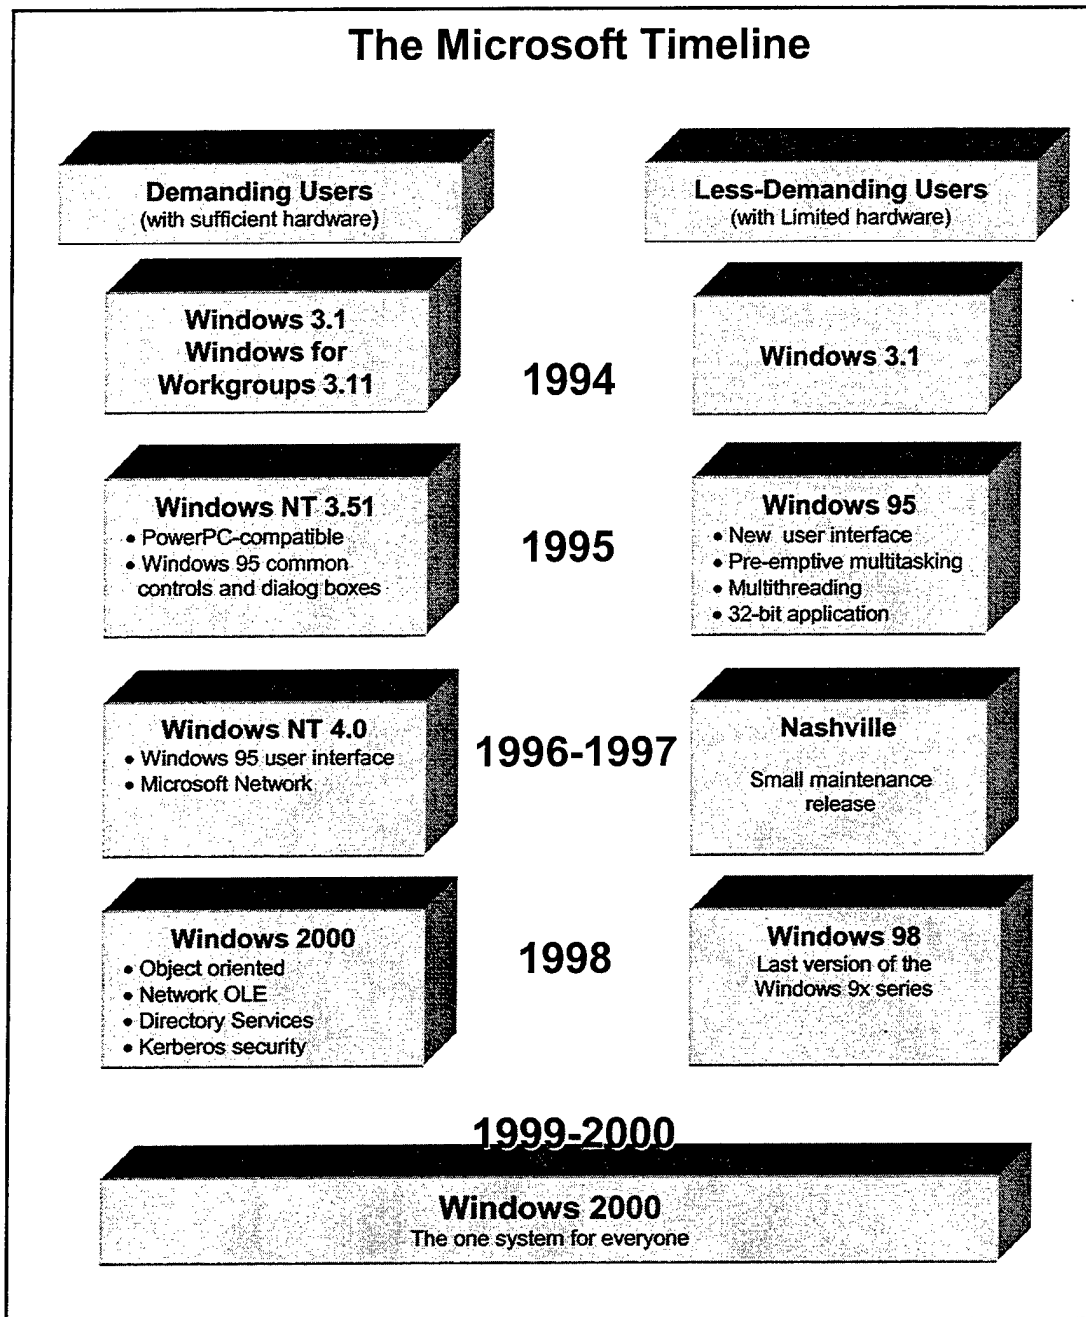 The Microsoft Timeline
Demanding Users
(with sufficient hardware)
Less-Demanding Users
(with Limited hardware)
Windows 3.1
Windows for
Workgroups 3.11
1994
Windows 3.1
Windows NT 3.51
• PowerPC-compatible
• Windows 95 common
controls and dialog boxes
1995
Windows 95
• New user interface
• Pre-emptive multitasking
• Multithreading
• 32-bit application
Windows NT 4.0
• Windows 95 user interface
• Microsoft Network
1996-1997
Nashville
Small maintenance
release
Windows 2000
• Object oriented
• Network OLE
• Directory Services
• Kerberos security
1998
Windows 98
Last version of the
Windows 9x series
1999-2000
Windows 2000
The one system for everyone